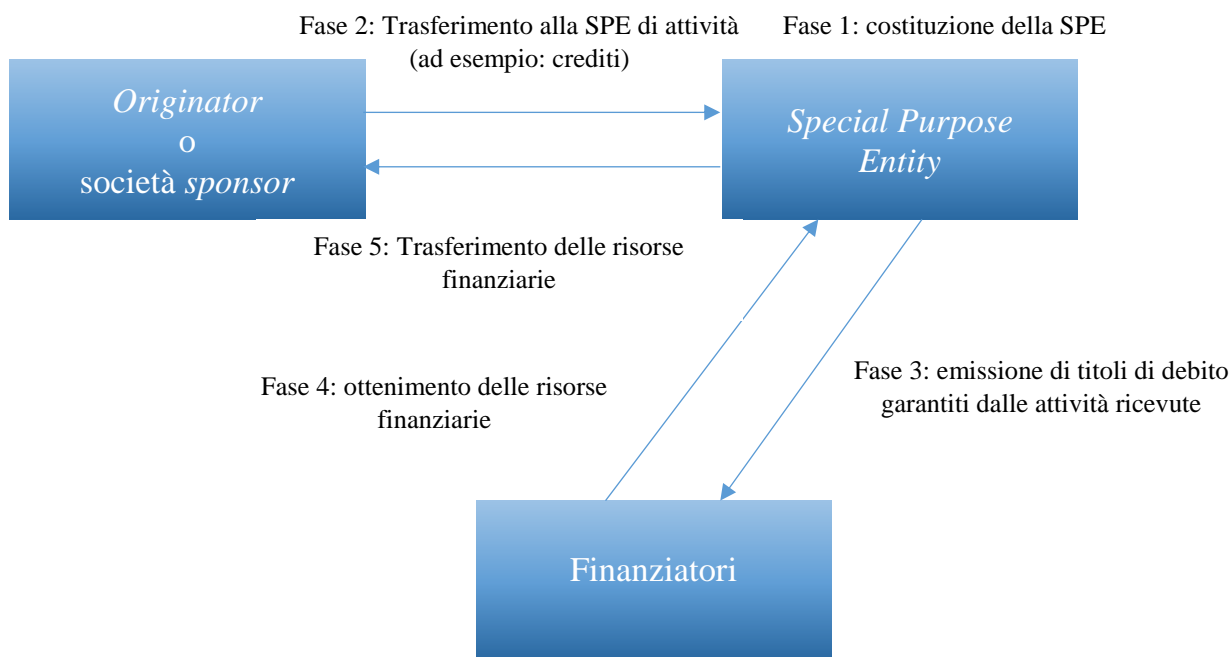 Fase 2: Trasferimento alla SPE di attività
(ad esempio: crediti)
Fase 1: costituzione della SPE
Originator
o
società sponsor
Special Purpose
Entity
Fase 5: Trasferimento delle risorse
finanziarie
Fase 4: ottenimento delle risorse
finanziarie
Fase 3: emissione di titoli di debito
garantiti dalle attività ricevute
Finanziatori